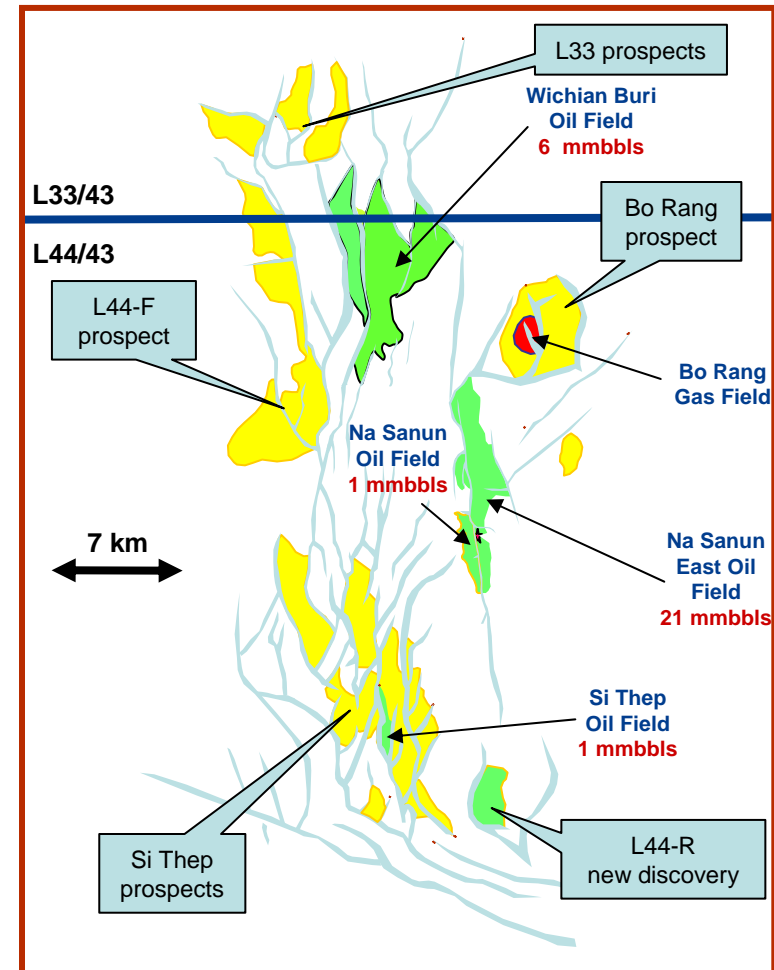 L33 prospects
Wichian Buri
Oil Field
6 mmbbls
L33/43
L44/43
Bo Rang
prospect
L44-F
prospect
Bo Rang
Gas Field
Na Sanun
Oil Field
1 mmbbls
7 km
Na Sanun
East Oil
Field
21 mmbbls
Si Thep
Oil Field
1 mmbbls
Si Thep
prospects
L44-R
new discovery